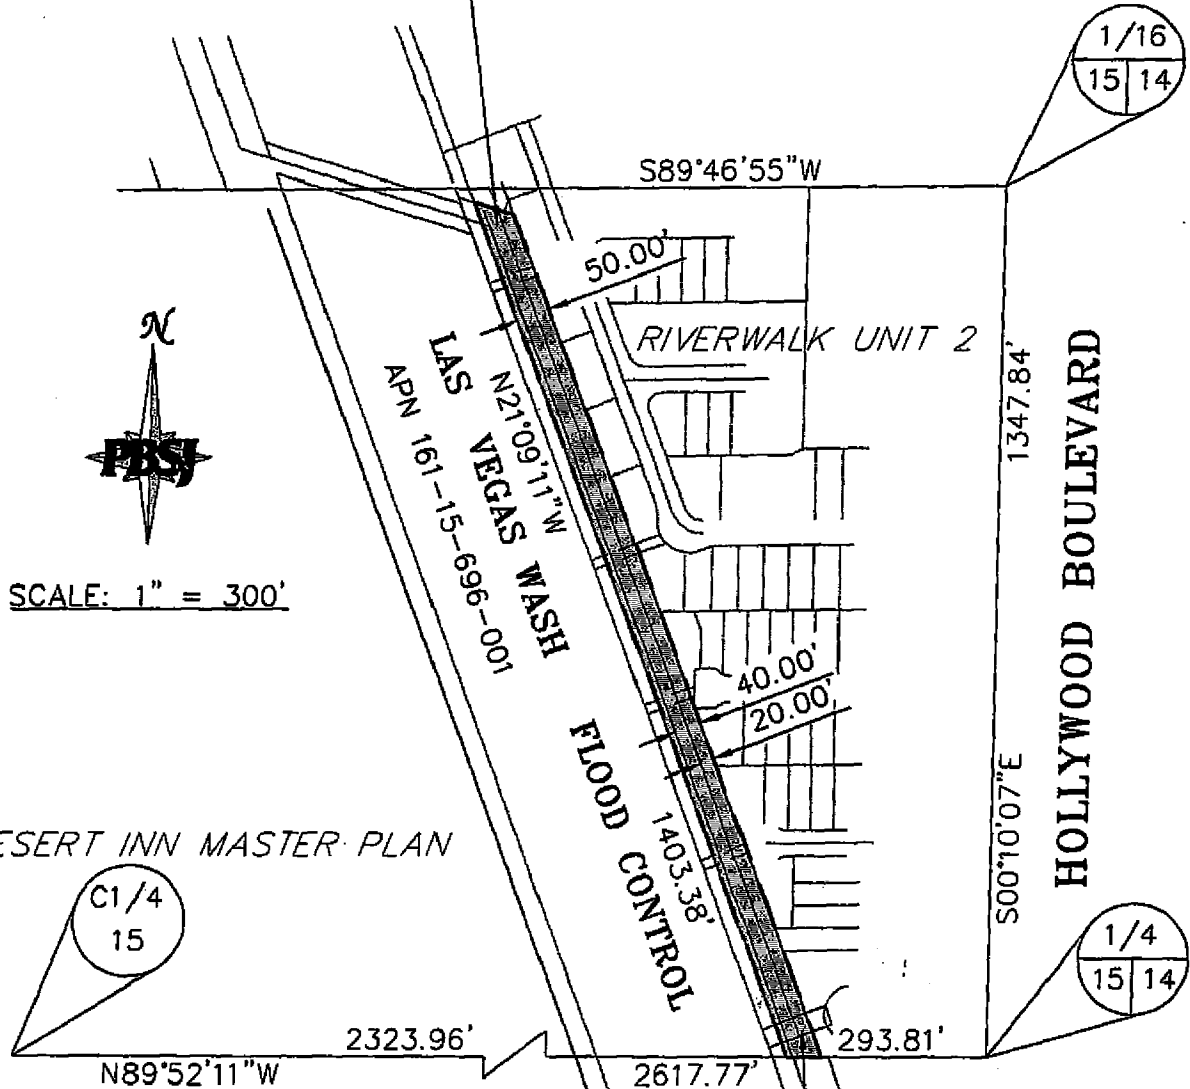 1/16
15 14
S89°46'55"W
50.00'
RIVERWALK UNIT 2
1347.84'
N
PBSJ
SCALE: 1" = 300'
LAS VEGAS WASH
N21°09'11"W
APN 161-15-696-001
HOLLYWOOD BOULEVARD
40.00'
20.00'
FLOOD CONTROL
1403.38'
S00°10'07"E
ESERT INN MASTER PLAN
C1/4
15
1/4
15 14
2323.96'
293.81'
N89°52'11"W
2617.77'